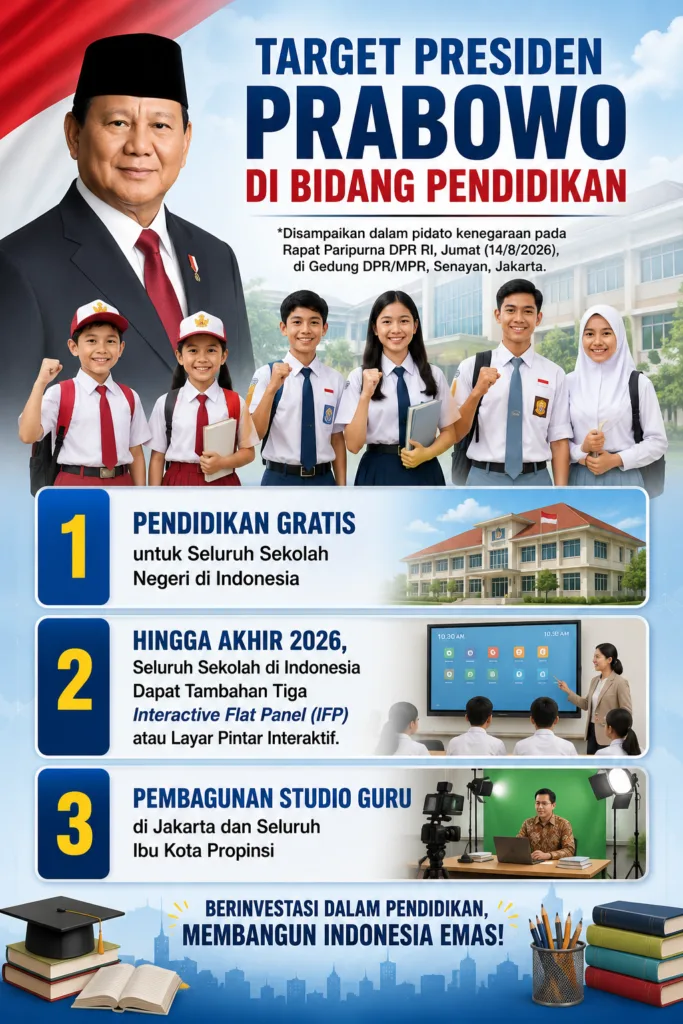 TARGET PRESIDEN
PRABOWO
DI BIDANG PENDIDIKAN
*Disampaikan dalam pidato kenegaraan pada
Rapat Paripurna DPR RI, Jumat (14/8/2026),
di Gedung DPR/MPR, Senayan, Jakarta.
1
PENDIDIKAN GRATIS
untuk Seluruh Sekolah
Negeri di Indonesia
2
HINGGA AKHIR 2026,
Seluruh Sekolah di Indonesia
Dapat Tambahan Tiga
Interactive Flat Panel (IFP)
atau Layar Pintar Interaktif.
10.30 AM
10.30 AM
3
PEMBAGUNAN STUDIO GURU
di Jakarta dan Seluruh
Ibu Kota Propinsi
BERINVESTASI DALAM PENDIDIKAN,
MEMBANGUN INDONESIA EMAS!